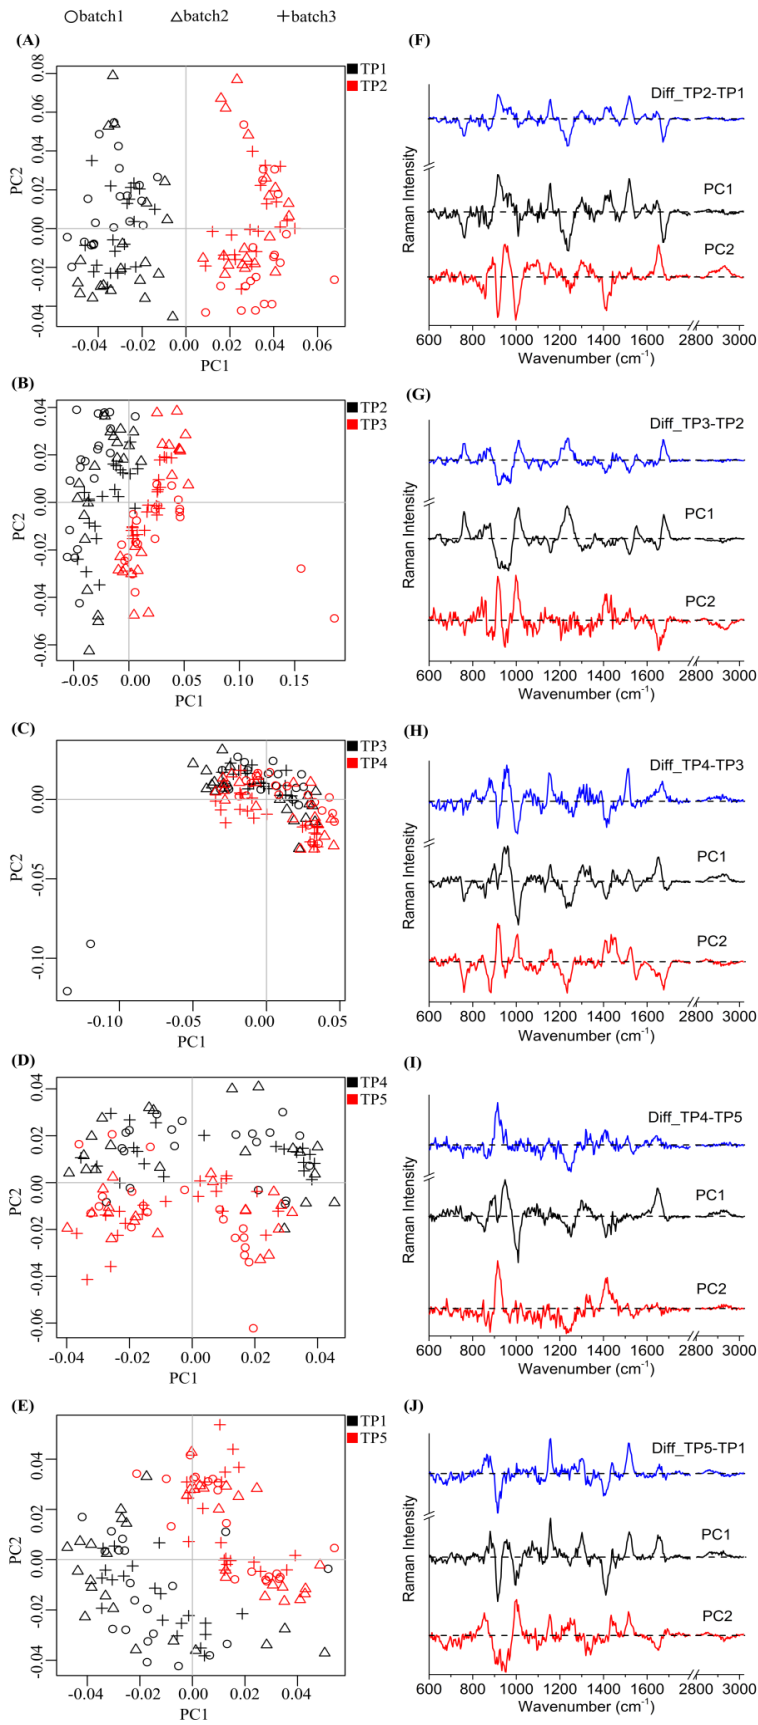 batch1 batch2 batch3
(A)
TP1
TP2
PC2
0.08
0.06
0.04
0.02
0.00
-0.02
-0.04
-0.04 -0.02 0.00 0.02 0.04 0.06
PC1
(F)
Diff_TP2-TP1
PC1
PC2
Raman Intensity
600 800 1000 1200 1400 1600 2800 3000
Wavenumber (cm-1)
(B)
TP2
TP3
PC2
0.04
0.02
0.00
-0.02
-0.04
-0.06
-0.05 0.00 0.05 0.10 0.15
PC1
(G)
Diff_TP3-TP2
PC1
PC2
Raman Intensity
600 800 1000 1200 1400 1600 2800 3000
Wavenumber (cm-1)
(C)
TP3
TP4
PC2
0.00
-0.05
-0.10
-0.10 -0.05 0.00 0.05
PC1
(H)
Diff_TP4-TP3
PC1
PC2
Raman Intensity
600 800 1000 1200 1400 1600 2800 3000
Wavenumber (cm-1)
(D)
TP4
TP5
PC2
0.04
0.02
0.00
-0.02
-0.04
-0.06
-0.04 -0.02 0.00 0.02 0.04
PC1
(I)
Diff_TP4-TP5
PC1
PC2
Raman Intensity
600 800 1000 1200 1400 1600 2800 3000
Wavenumber (cm-1)
(E)
TP1
TP5
PC2
0.04
0.02
0.00
-0.02
-0.04
-0.04 -0.02 0.00 0.02 0.04
PC1
(J)
Diff_TP5-TP1
PC1
PC2
Raman Intensity
600 800 1000 1200 1400 1600 2800 3000
Wavenumber (cm-1)